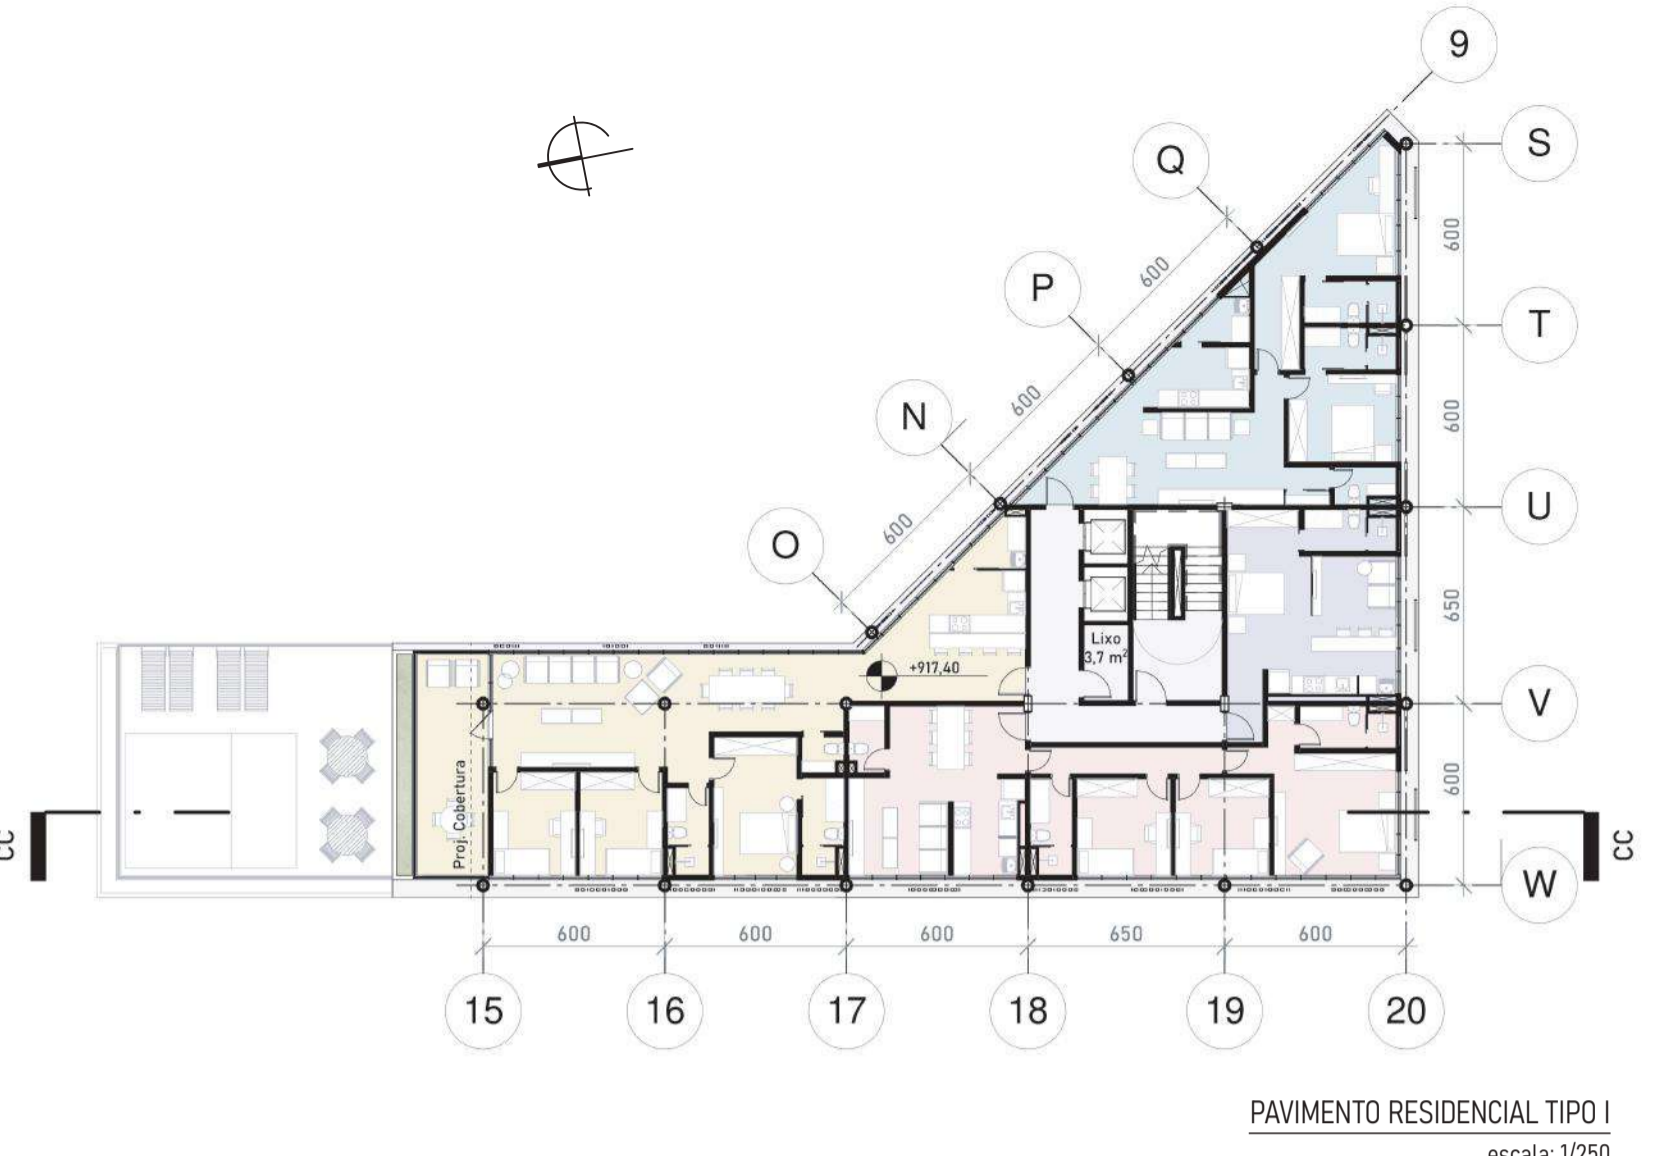 9
S
Q
600
T
P
600
600
N
600
U
O
600
650
Lixo
3,7 m²
+917,40
V
Proj. Cobertura
600
CC
CC
W
600
600
600
650
600
15
16
17
18
19
20
PAVIMENTO RESIDENCIAL TIPO I
escala: 1/250